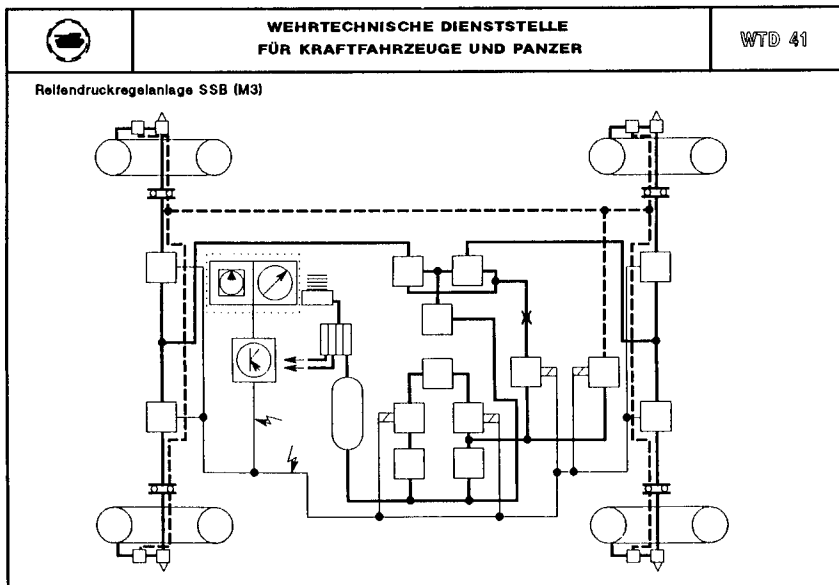 WEHRTECHNISCHE DIENSTSTELLE
FÜR KRAFTFAHRZEUGE UND PANZER
WTD 41
Reifendruckregelanlage SSB (M3)